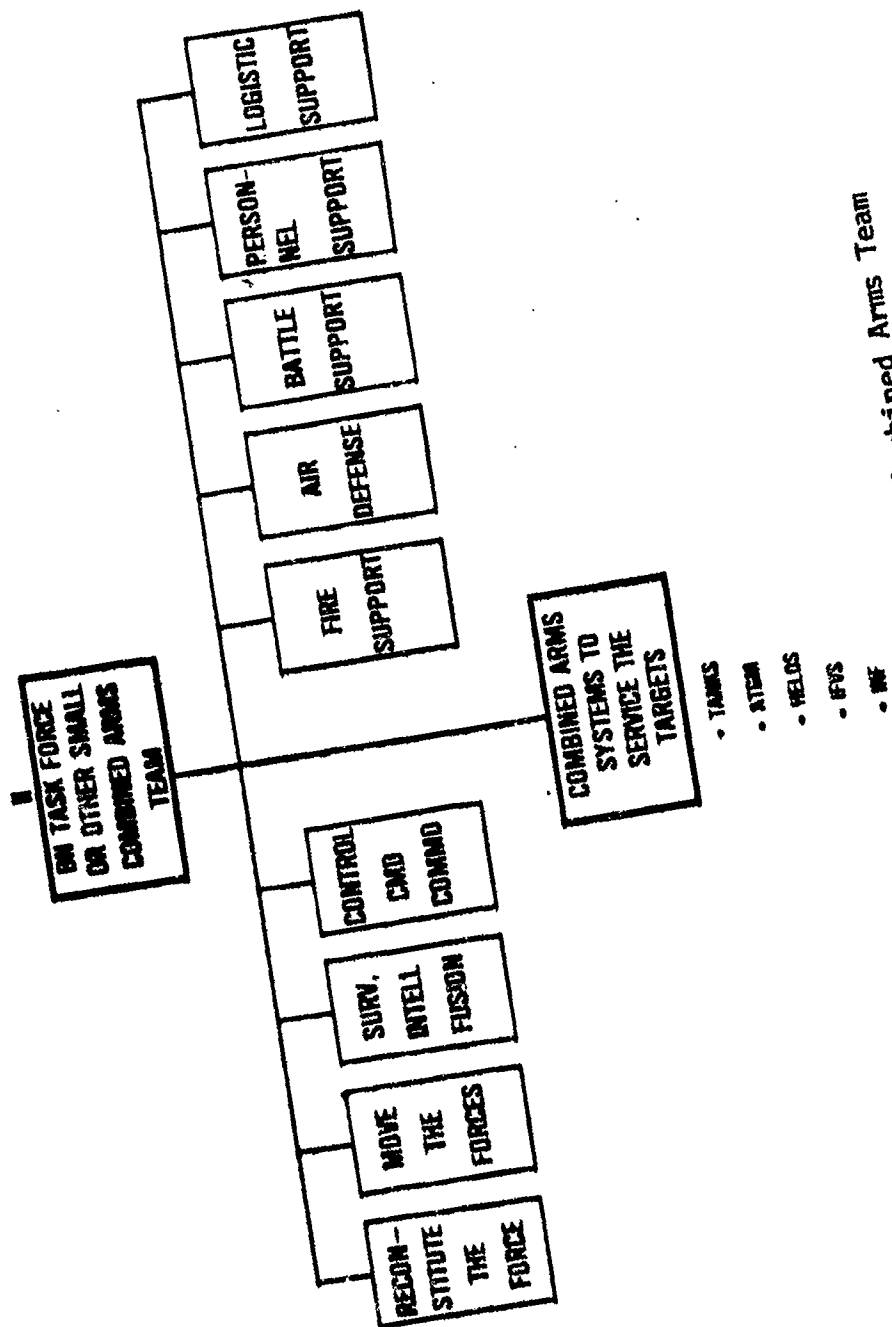 BN TASK FORCE
OR OTHER SMALL
COMBINED ARMS
TEAM
RECON-
STITUTE
THE
FORCE
MOVE
THE
FORCES
SURV,
INTELL
FUSION
CONTROL
CMD
COMMO
FIRE
SUPPORT
AIR
DEFENSE
BATTLE
SUPPORT
PERSON-
NEL
SUPPORT
LOGISTIC
SUPPORT
COMBINED ARMS
SYSTEMS TO
SERVICE THE
TARGETS
• TANKS
• ATGM
• HELOS
• IFVS
• INF
Arms Team